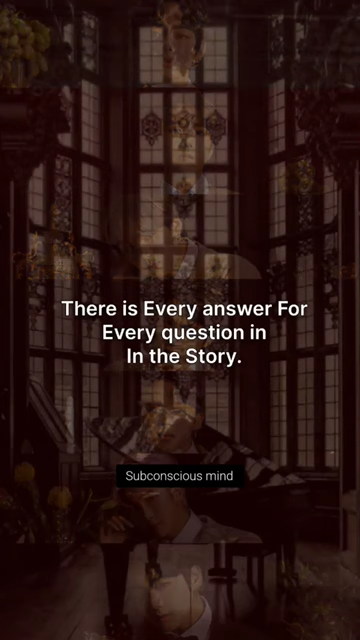 There is Every answer For
Every question in
In the Story.
Subconscious mind